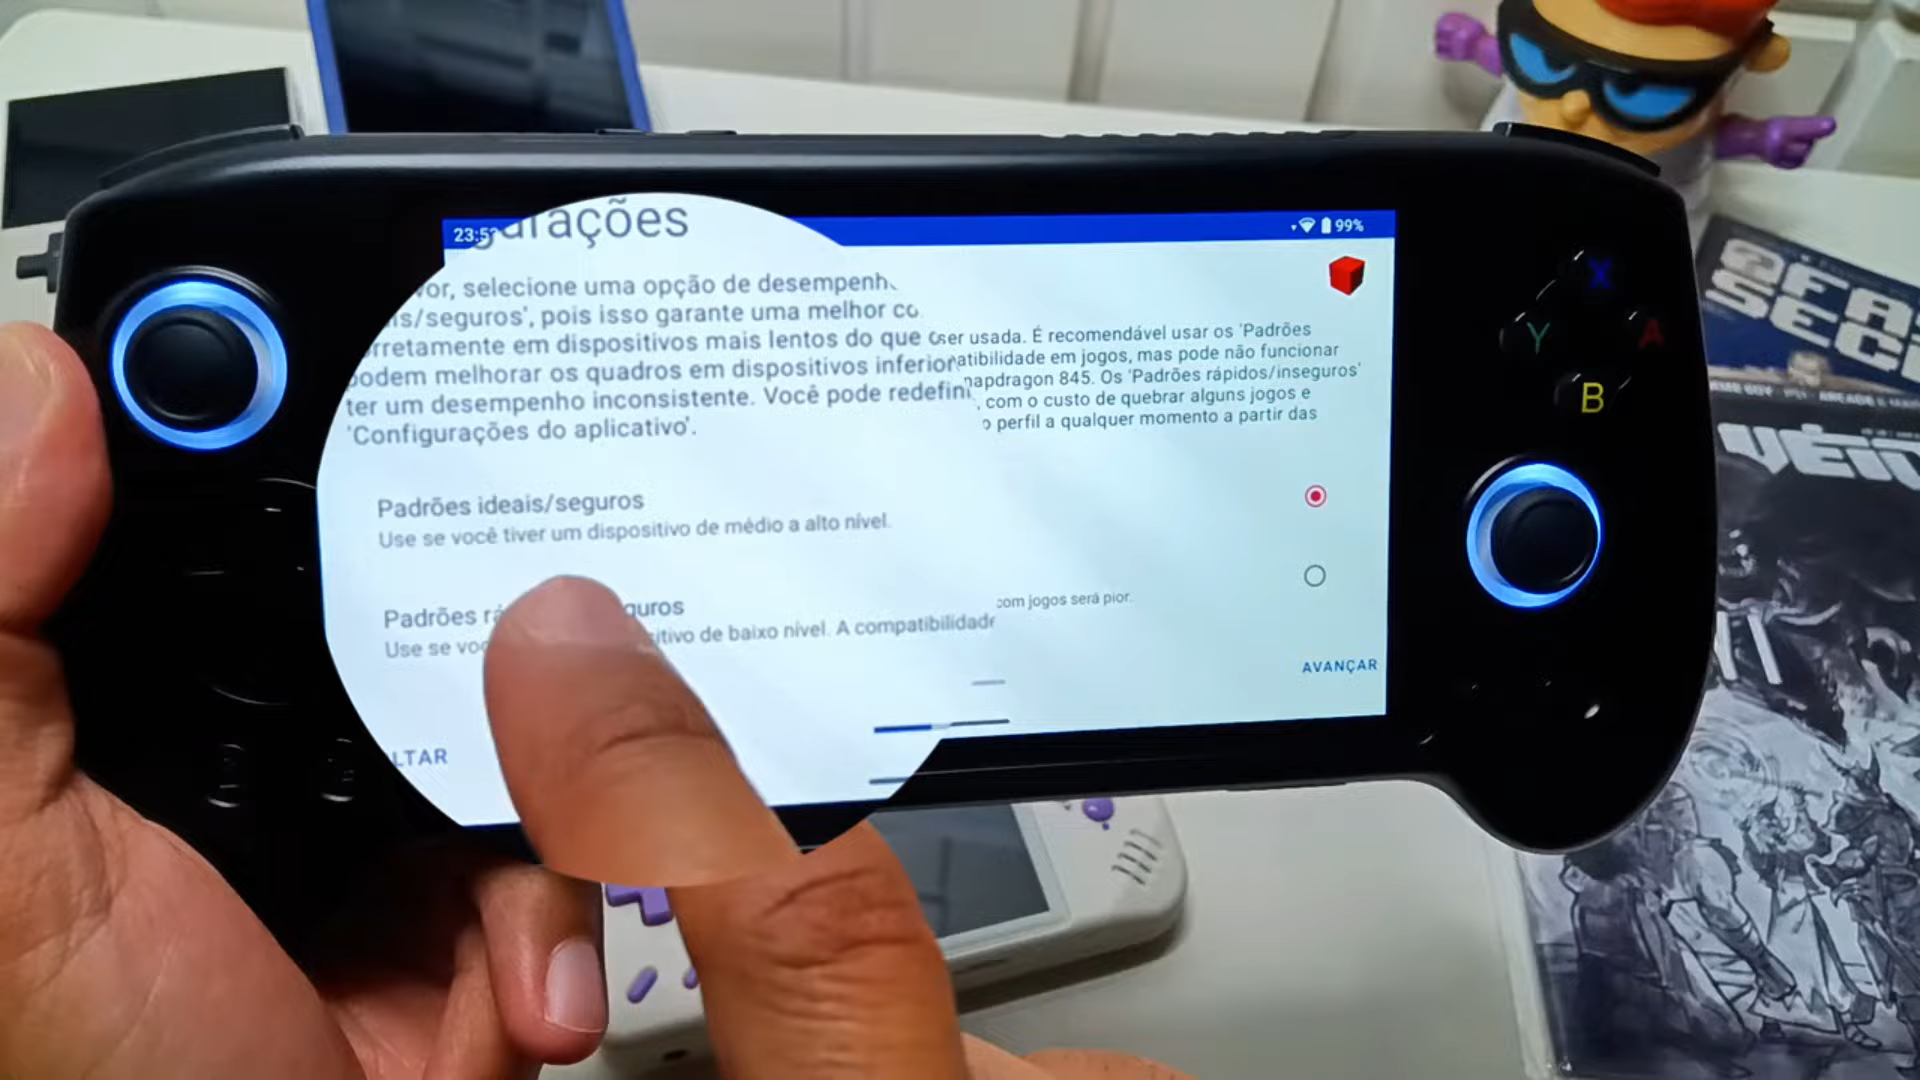 23:5
urações
99%
vor, selecione uma opção de desempenh
is/seguros', pois isso garante uma melhor co
ser usada. É recomendável usar os 'Padrões
rretamente em dispositivos mais lentos do que
atibilidade em jogos, mas pode não funcionar
podem melhorar os quadros em dispositivos inferior
napdragon 845. Os 'Padrões rápidos/inseguros'
ter um desempenho inconsistente. Você pode redefini
, com o custo de quebrar alguns jogos e
'Configurações do aplicativo'.
o perfil a qualquer momento a partir das
Padrões ideais/seguros
Use se você tiver um dispositivo de médio a alto nível.
Padrões rá guros
Use se voc sitivo de baixo nível. A compatibilidade
com jogos será pior.
LTAR
AVANÇAR
X
Y
A
B